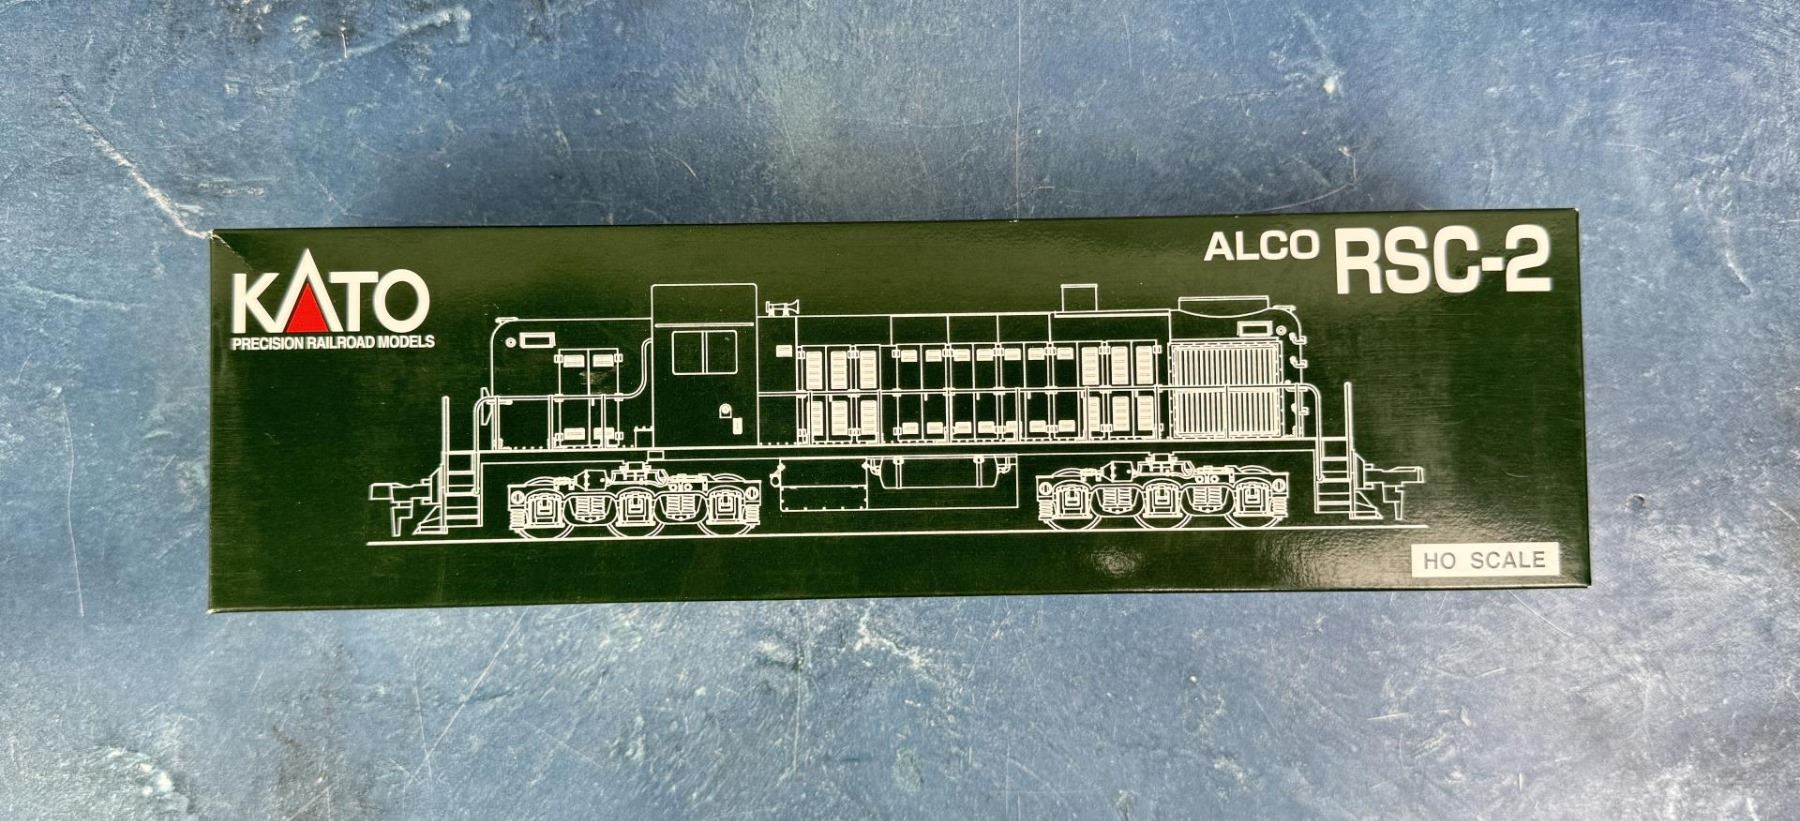 KATO
PRECISION RAILROAD MODELS
ALCO RSC-2
HO SCALE